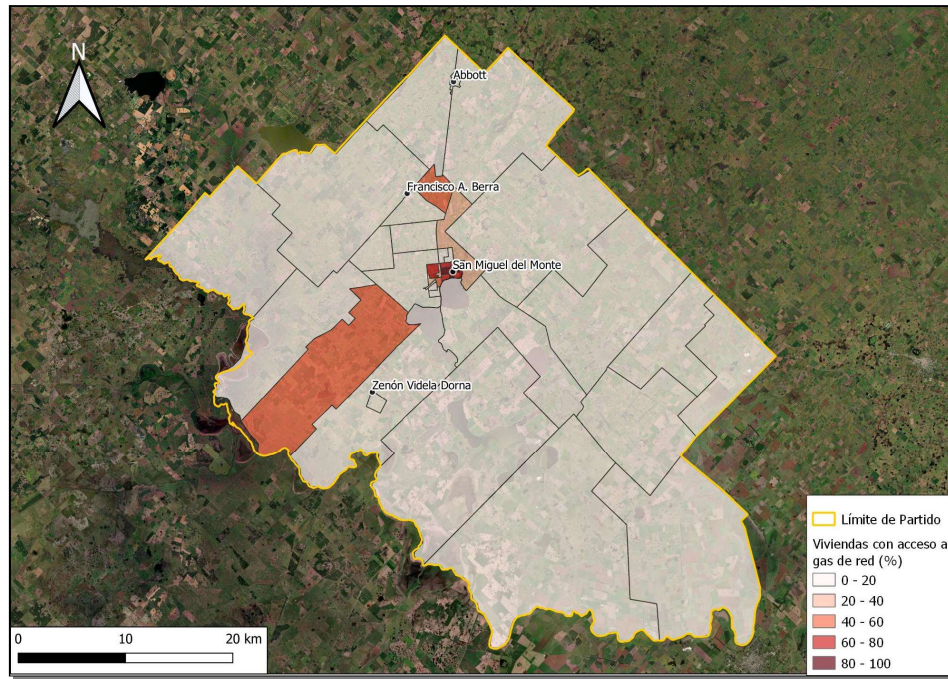 N
Abbott
Francisco A. Berra
San Miguel del Monte
Zenón Videla Dorna
Límite de Partido
Viviendas con acceso a
gas de red (%)
0 - 20
20 - 40
40 - 60
60 - 80
80 - 100
0 10 20 km